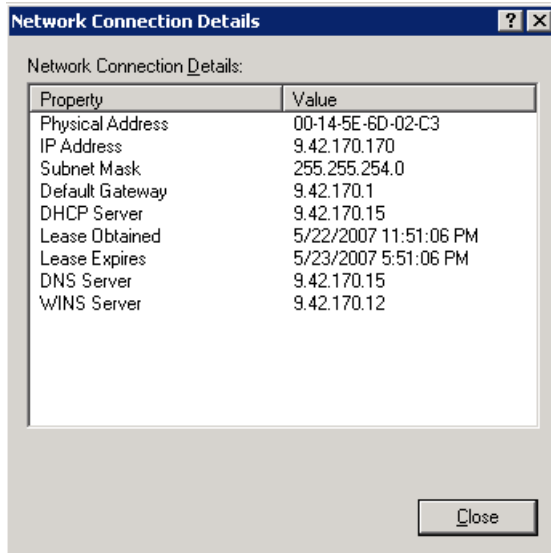 Network Connection Details
Network Connection Details:
Property Value
Physical Address 00-14-5E-6D-02-C3
IP Address 9.42.170.170
Subnet Mask 255.255.254.0
Default Gateway 9.42.170.1
DHCP Server 9.42.170.15
Lease Obtained 5/22/2007 11:51:06 PM
Lease Expires 5/23/2007 5:51:06 PM
DNS Server 9.42.170.15
WINS Server 9.42.170.12
Close